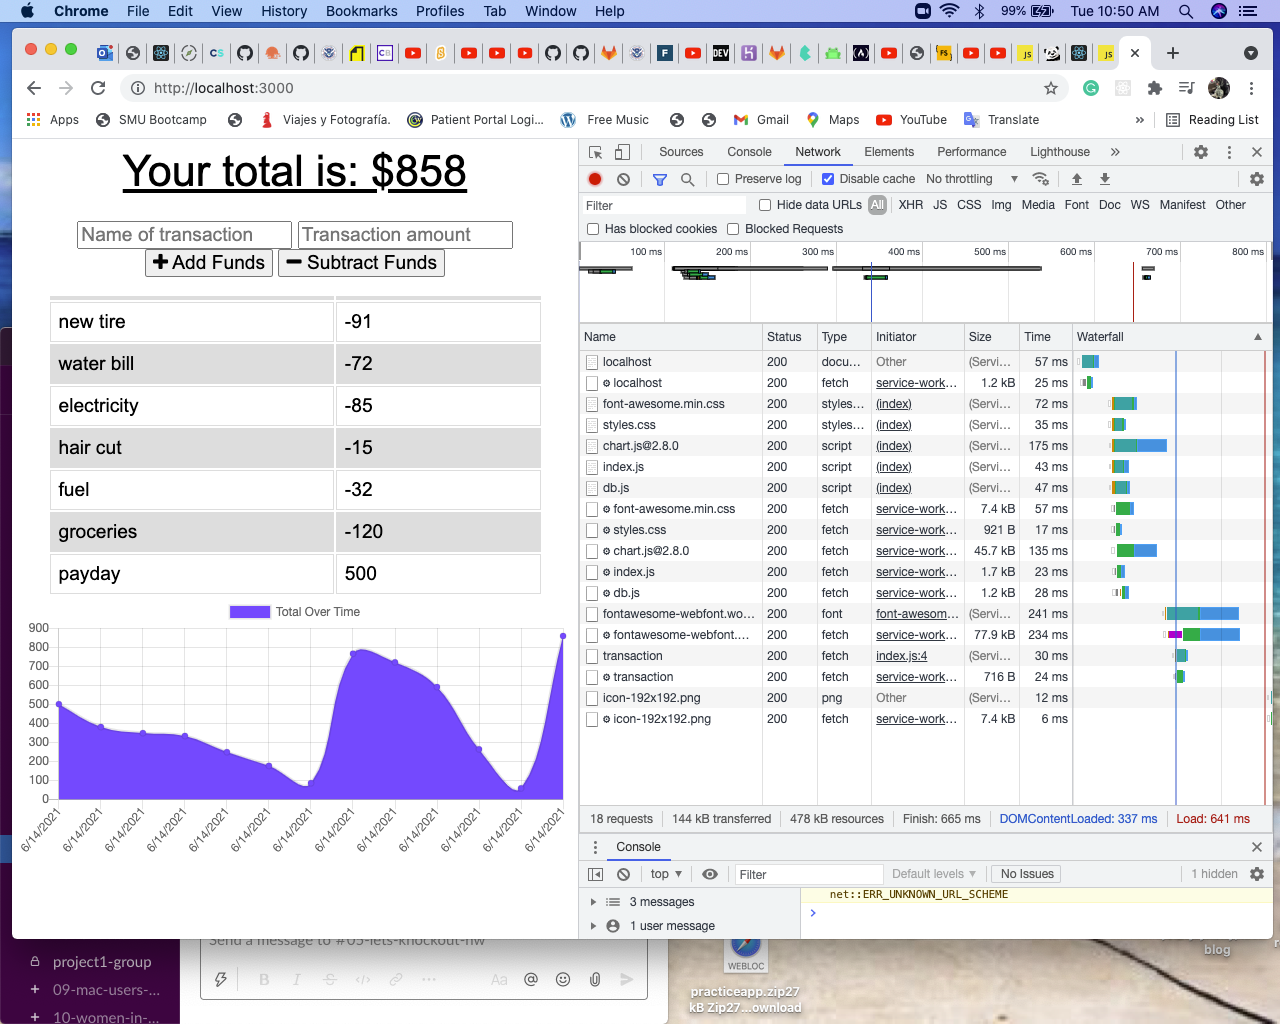 Chrome File Edit View History Bookmarks Profiles Tab Window Help 99% Tue 10:50 AM
http://localhost:3000
Apps SMU Bootcamp Viajes y Fotografía. Patient Portal Logi... Free Music Gmail Maps YouTube Translate » Reading List
Your total is: $858
Name of transaction Transaction amount
+ Add Funds − Subtract Funds
new tire -91
water bill -72
electricity -85
hair cut -15
fuel -32
groceries -120
payday 500
Total Over Time
900
800
700
600
500
400
300
200
100
0
6/14/2021 6/14/2021 6/14/2021 6/14/2021 6/14/2021 6/14/2021 6/14/2021 6/14/2021 6/14/2021 6/14/2021 6/14/2021 6/14/2021 6/14/2021
Sources Console Network Elements Performance Lighthouse »
Preserve log Disable cache No throttling
Filter Hide data URLs All XHR JS CSS Img Media Font Doc WS Manifest Other
Has blocked cookies Blocked Requests
100 ms 200 ms 300 ms 400 ms 500 ms 600 ms 700 ms 800 ms
Name Status Type Initiator Size Time Waterfall
localhost 200 docu... Other (Servi... 57 ms
localhost 200 fetch service-work... 1.2 kB 25 ms
font-awesome.min.css 200 styles... (index) (Servi... 72 ms
styles.css 200 styles... (index) (Servi... 35 ms
chart.js@2.8.0 200 script (index) (Servi... 175 ms
index.js 200 script (index) (Servi... 43 ms
db.js 200 script (index) (Servi... 47 ms
font-awesome.min.css 200 fetch service-work... 7.4 kB 57 ms
styles.css 200 fetch service-work... 921 B 17 ms
chart.js@2.8.0 200 fetch service-work... 45.7 kB 135 ms
index.js 200 fetch service-work... 1.7 kB 23 ms
db.js 200 fetch service-work... 1.2 kB 28 ms
fontawesome-webfont.wo... 200 font font-awesom... (Servi... 241 ms
fontawesome-webfont.... 200 fetch service-work... 77.9 kB 234 ms
transaction 200 fetch index.js:4 (Servi... 30 ms
transaction 200 fetch service-work... 716 B 24 ms
icon-192x192.png 200 png Other (Servi... 12 ms
icon-192x192.png 200 fetch service-work... 7.4 kB 6 ms
18 requests 144 kB transferred 478 kB resources Finish: 665 ms DOMContentLoaded: 337 ms Load: 641 ms
Console
top Filter Default levels No Issues 1 hidden
3 messages
1 user message
net::ERR_UNKNOWN_URL_SCHEME
Send a message to #05-lets-knockout-hw
project1-group
09-mac-users-...
10-women-in-...
Aa
WEBLOC
practiceapp.zip27
kB Zip27...ownload
blog